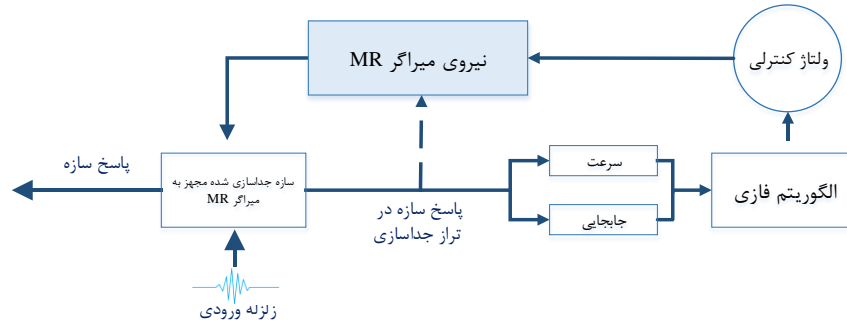 نیروی میراگر MR
ولتاژ کنترلی
پاسخ سازه
سازه جداسازی شده مجهز به
میراگر MR
سرعت
جابجایی
الگوریتم فازی
پاسخ سازه در
تراز جداسازی
زلزله ورودی